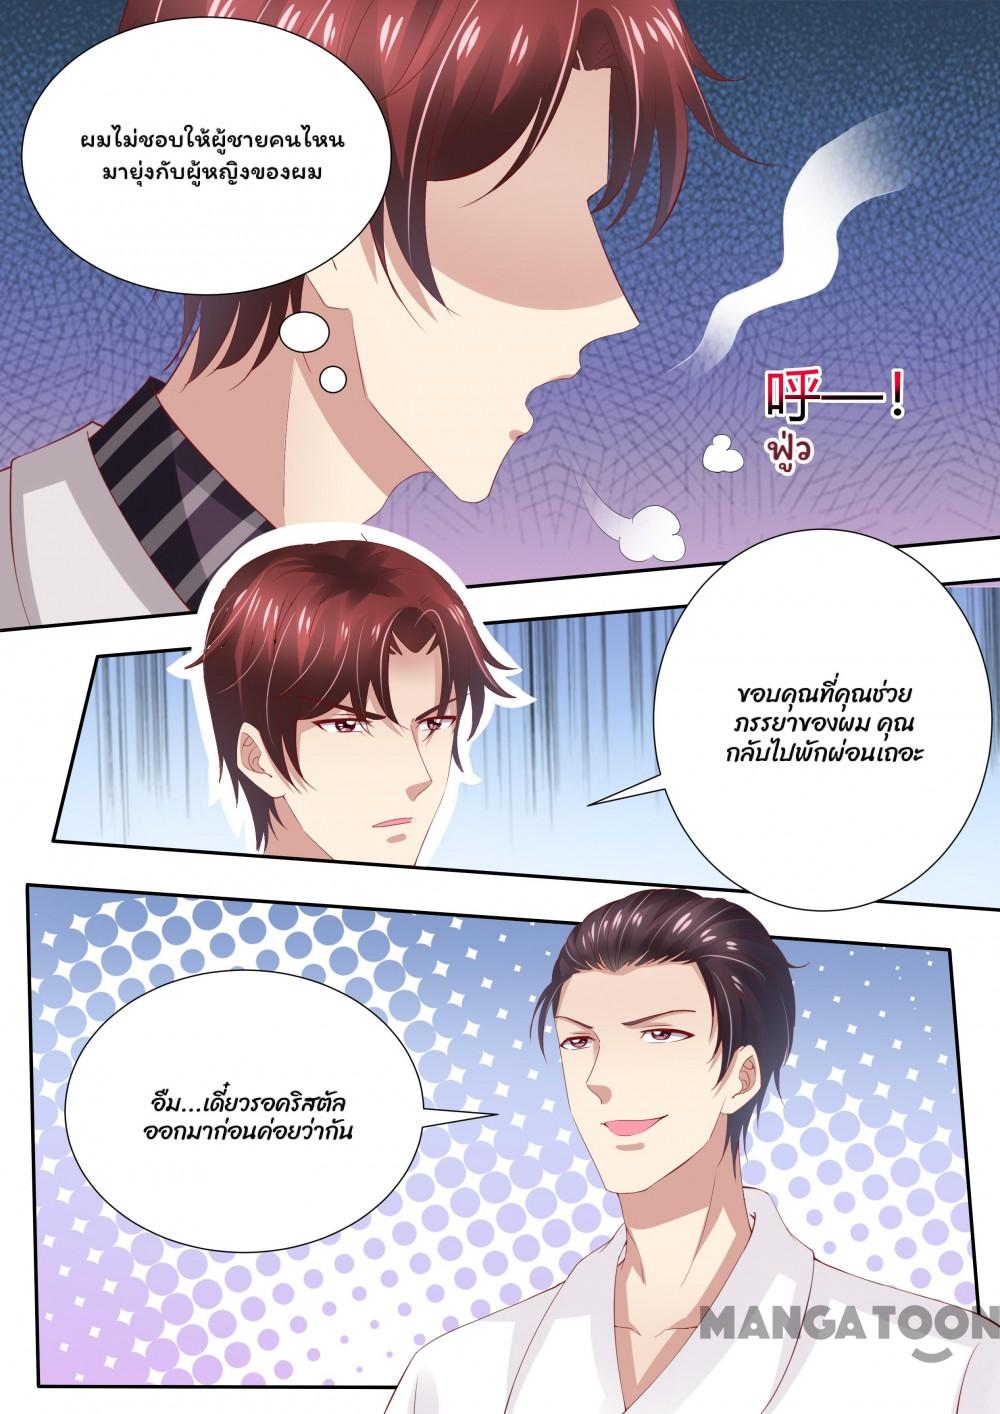 ผมไม่ชอบให้ผู้ชายคนไหน
มายุ่งกับผู้หญิงของผม
呼—!
ฟู่ว
ขอบคุณที่คุณช่วย
ภรรยาของผม คุณ
กลับไปพักผ่อนเถอะ
อืม...เดี๋ยวรอคริสตัล
ออกมาก่อนค่อยว่ากัน
MANGATOON